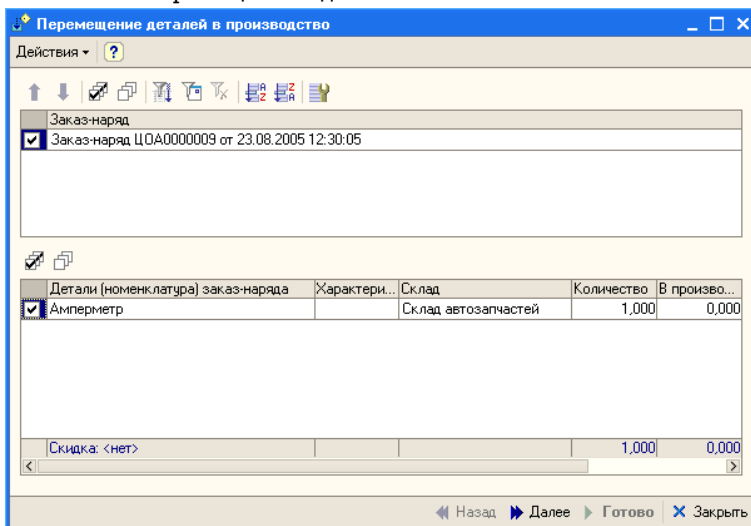 Перемещение деталей в производство
Действия ?
Заказ-наряд
Заказ-наряд ЦОА0000009 от 23.08.2005 12:30:05
Детали (номенклатура) заказ-наряда Характери... Склад Количество В произво...
Амперметр Склад автозапчастей 1,000 0,000
Скидка: <нет> 1,000 0,000
Назад Далее Готово Закрыть